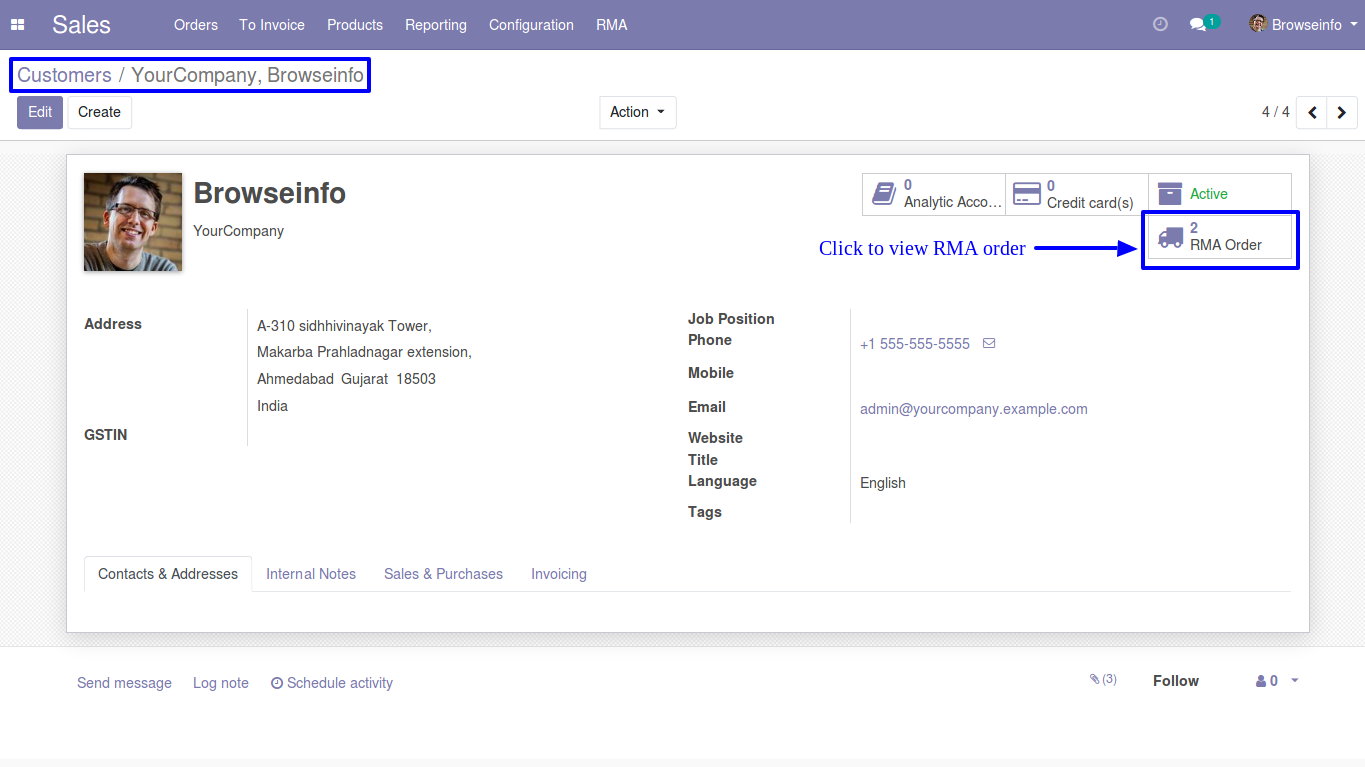 Sales Orders To Invoice Products Reporting Configuration RMA 1 Browseinfo
Customers / YourCompany, Browseinfo
Edit Create Action 4 / 4
Browseinfo
YourCompany
0
Analytic Acco...
0
Credit card(s)
Active
2
RMA Order
Click to view RMA order
Address
A-310 sidhhivinayak Tower,
Makarba Prahladnagar extension,
Ahmedabad Gujarat 18503
India
GSTIN
Job Position
Phone +1 555-555-5555
Mobile
Email admin@yourcompany.example.com
Website
Title
Language English
Tags
Contacts & Addresses Internal Notes Sales & Purchases Invoicing
Send message Log note Schedule activity (3) Follow 0